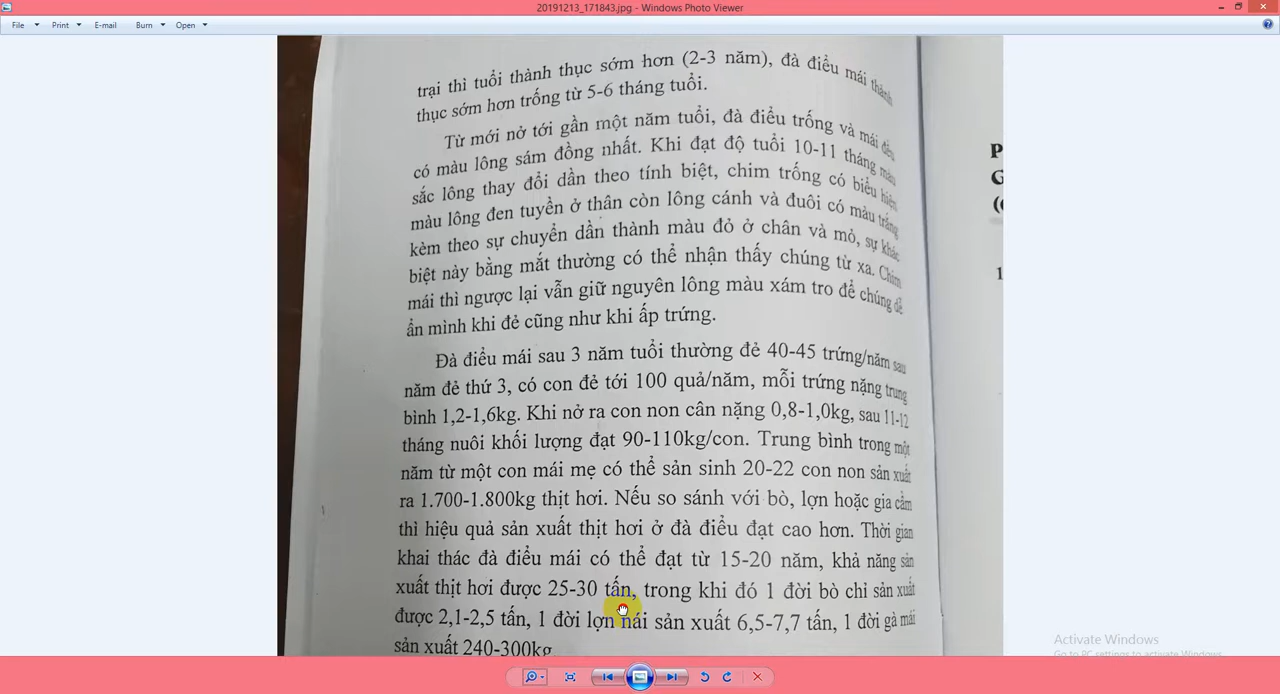 20191213_171843.jpg - Windows Photo Viewer
File Print E-mail Burn Open
trại thì tuổi thành thục sớm hơn (2-3 năm), đà điểu mái thành
thục sớm hơn trống từ 5-6 tháng tuổi.
Từ mới nở tới gần một năm tuổi, đà điểu trống và mái đều
có màu lông sám đồng nhất. Khi đạt độ tuổi 10-11 tháng màu
sắc lông thay đổi dần theo tính biệt, chim trống có biểu hiện
màu lông đen tuyền ở thân còn lông cánh và đuôi có màu trắng
kèm theo sự chuyển dần thành màu đỏ ở chân và mỏ, sự khác
biệt này bằng mắt thường có thể nhận thấy chúng từ xa. Chim
mái thì ngược lại vẫn giữ nguyên lông màu xám tro để chúng dễ
ẩn mình khi đẻ cũng như khi ấp trứng.
Đà điểu mái sau 3 năm tuổi thường đẻ 40-45 trứng/năm sau
năm đẻ thứ 3, có con đẻ tới 100 quả/năm, mỗi trứng nặng trung
bình 1,2-1,6kg. Khi nở ra con non cân nặng 0,8-1,0kg, sau 11-12
tháng nuôi khối lượng đạt 90-110kg/con. Trung bình trong một
năm từ một con mái mẹ có thể sản sinh 20-22 con non sản xuất
ra 1.700-1.800kg thịt hơi. Nếu so sánh với bò, lợn hoặc gia cầm
thì hiệu quả sản xuất thịt hơi ở đà điểu đạt cao hơn. Thời gian
khai thác đà điểu mái có thể đạt từ 15-20 năm, khả năng sản
xuất thịt hơi được 25-30 tấn, trong khi đó 1 đời bò chỉ sản xuất
được 2,1-2,5 tấn, 1 đời lợn nái sản xuất 6,5-7,7 tấn, 1 đời gà mái
sản xuất 240-300kg
P
G
1
Activate Windows
Go to PC settings to activate Windows.